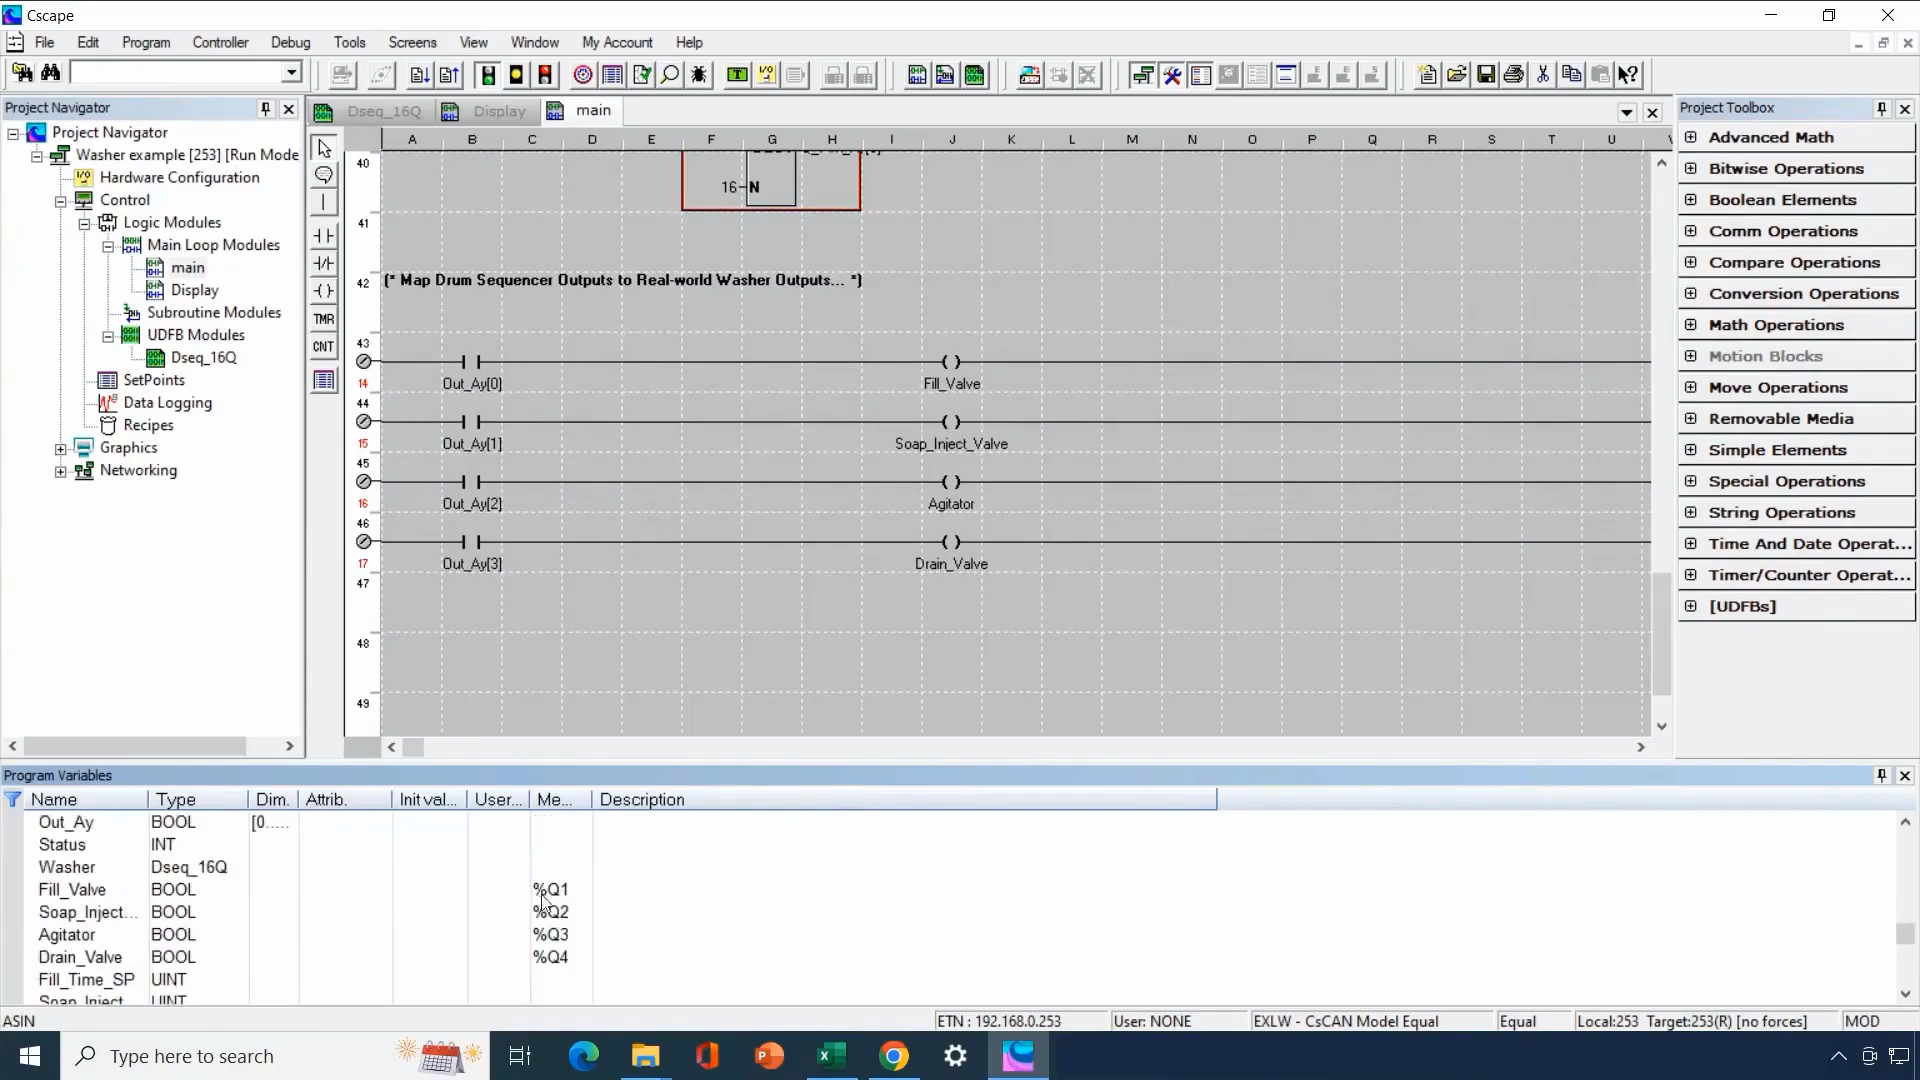 Cscape
File Edit Program Controller Debug Tools Screens View Window My Account Help
Project Navigator
Project Navigator
Washer example [253] [Run Mode
Hardware Configuration
Control
Logic Modules
Main Loop Modules
main
Display
Subroutine Modules
UDFB Modules
Dseq_16Q
SetPoints
Data Logging
Recipes
Graphics
Networking
TMR
CNT
Dseq_16Q Display main
A B C D E F G H I J K L M N O P Q R S T U
40
16 N
41
42 (* Map Drum Sequencer Outputs to Real-world Washer Outputs... *)
43
14 Out_Ay[0] Fill_Valve
44
15 Out_Ay[1] Soap_Inject_Valve
45
16 Out_Ay[2] Agitator
46
17 Out_Ay[3] Drain_Valve
47
48
49
Project Toolbox
Advanced Math
Bitwise Operations
Boolean Elements
Comm Operations
Compare Operations
Conversion Operations
Math Operations
Motion Blocks
Move Operations
Removable Media
Simple Elements
Special Operations
String Operations
Time And Date Operat...
Timer/Counter Operat...
[UDFBs]
Program Variables
Name Type Dim. Attrib. Init val... User... Me... Description
Out_Ay BOOL [0.....
Status INT
Washer Dseq_16Q
Fill_Valve BOOL %Q1
Soap_Inject... BOOL %Q2
Agitator BOOL %Q3
Drain_Valve BOOL %Q4
Fill_Time_SP UINT
Soap_Inject UINT
ASIN ETN : 192.168.0.253 User: NONE EXLW - CsCAN Model Equal Equal Local:253 Target:253(R) [no forces] MOD
Type here to search